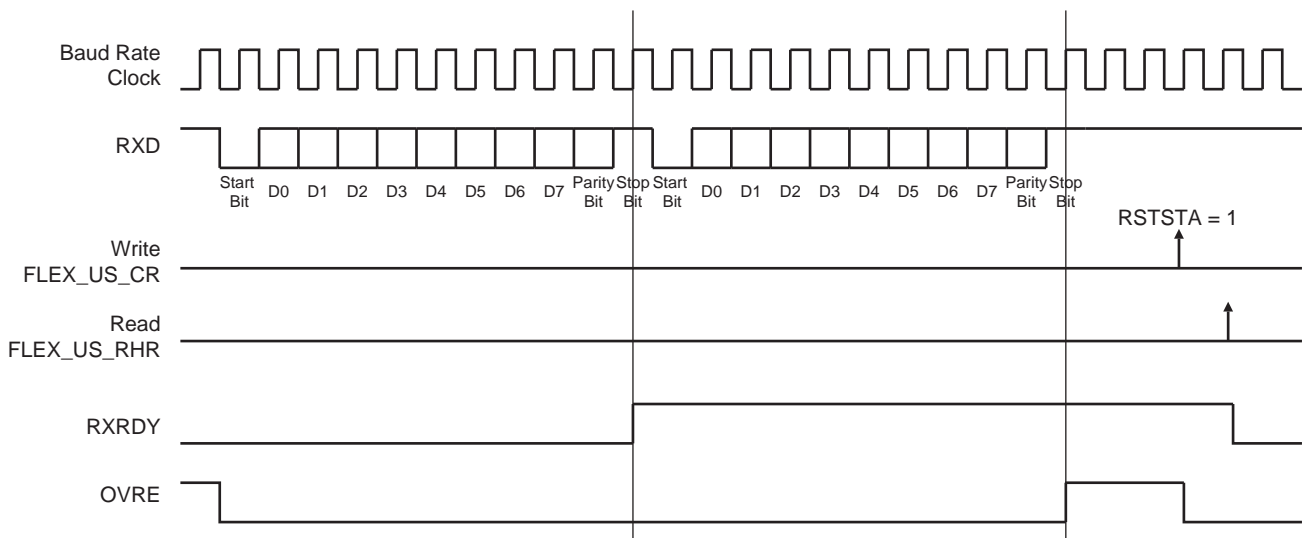 Baud Rate
Clock
RXD
Start
Bit
D0
D1
D2
D3
D4
D5
D6
D7
Parity
Bit
Stop
Bit
Start
Bit
D0
D1
D2
D3
D4
D5
D6
D7
Parity
Bit
Stop
Bit
RSTSTA = 1
Write
FLEX_US_CR
Read
FLEX_US_RHR
RXRDY
OVRE